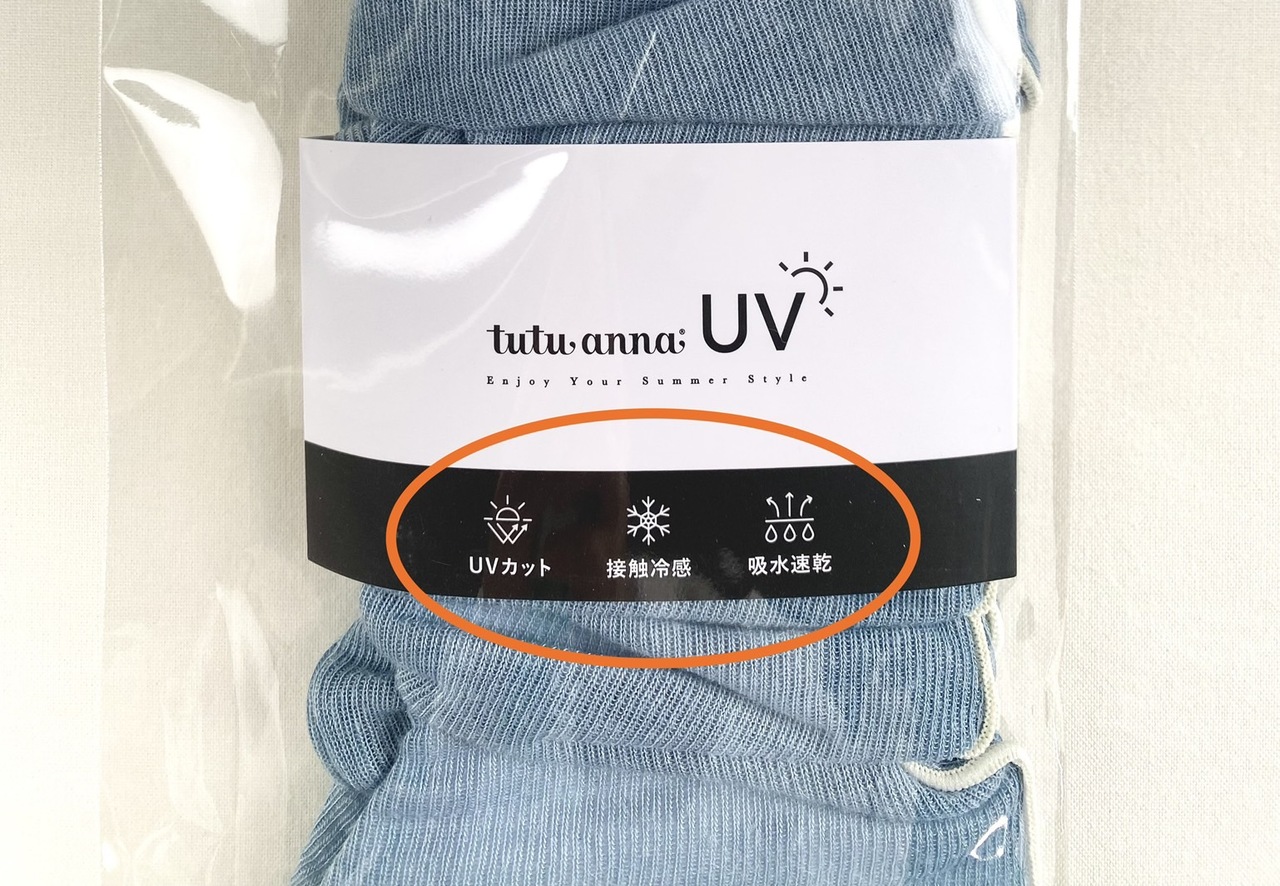 tutu anna® UV
Enjoy Your Summer Style
UVカット 接触冷感 吸水速乾